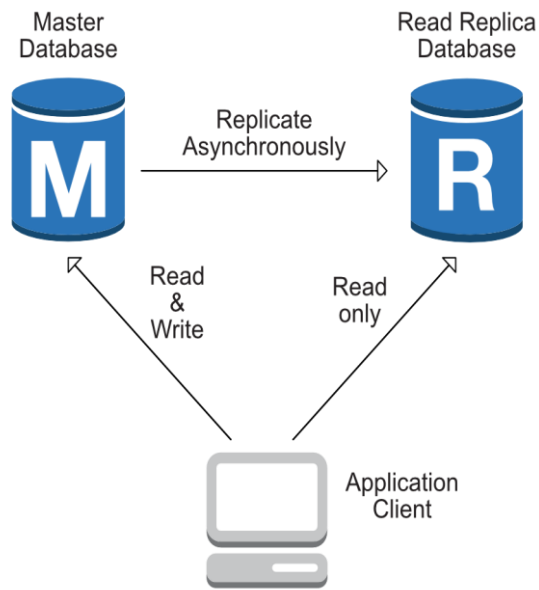 Master
Database
Read Replica
Database
M
Replicate
Asynchronously
R
Read
&
Write
Read
only
Application
Client